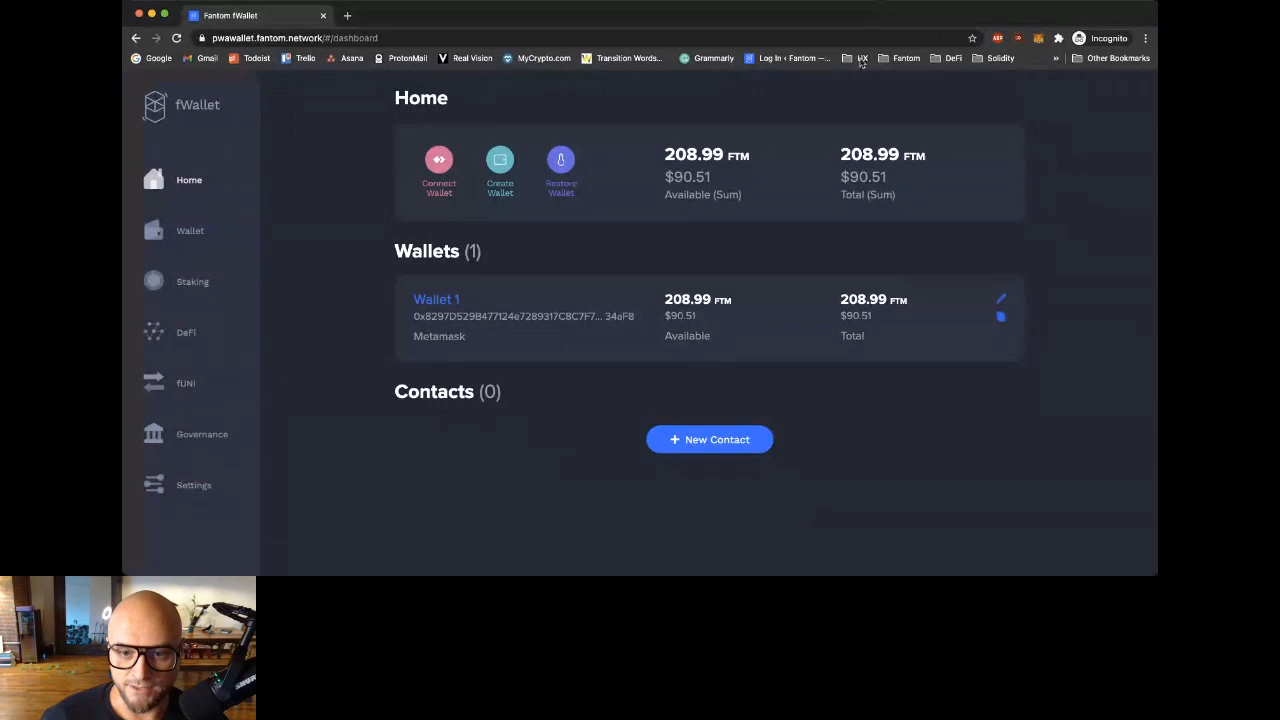 Fantom fWallet
pwawallet.fantom.network/#/dashboard
Incognito
Google Gmail Todoist Trello Asana ProtonMail Real Vision MyCrypto.com Transition Words... Grammarly Log In ‹ Fantom —... UX Fantom DeFi Solidity » Other Bookmarks
fWallet
Home
Wallet
Staking
DeFi
fUNI
Governance
Settings
Home
Connect Wallet
Create Wallet
Restore Wallet
208.99 FTM
$90.51
Available (Sum)
208.99 FTM
$90.51
Total (Sum)
Wallets (1)
Wallet 1
0x8297D529B477124e7289317C8C7F7... 34aF8
Metamask
208.99 FTM
$90.51
Available
208.99 FTM
$90.51
Total
Contacts (0)
+ New Contact